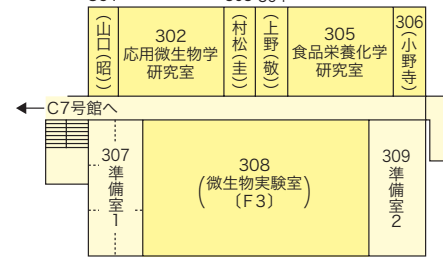 (山口(昭))
302
応用微生物学
研究室
(村松(圭))
(上野(敬))
305
食品栄養化学
研究室
306
(小野寺)
C7号館へ
307
準備室1
308
(微生物実験室)
〔F3〕
309
準備室2